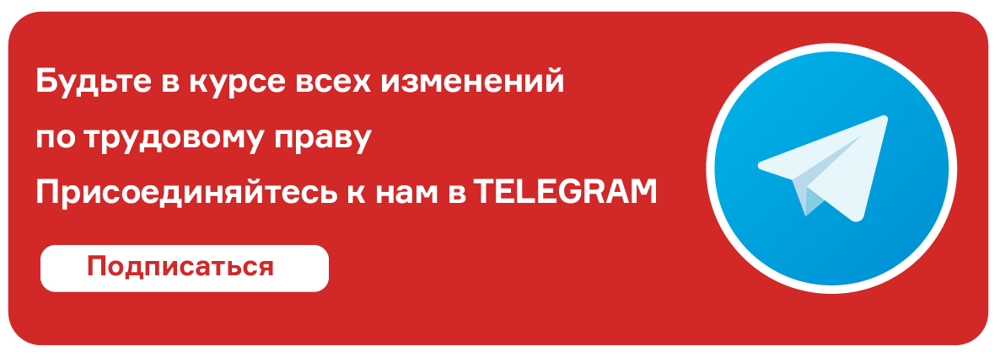 Будьте в курсе всех изменений
по трудовому праву
Присоединяйтесь к нам в TELEGRAM
Подписаться